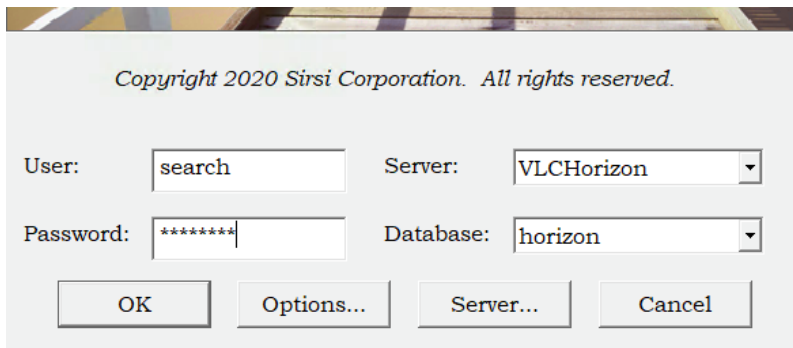 Copyright 2020 Sirsi Corporation.  All rights reserved.
User: search Server: VLCHorizon
Password: ******** Database: horizon
OK Options... Server... Cancel